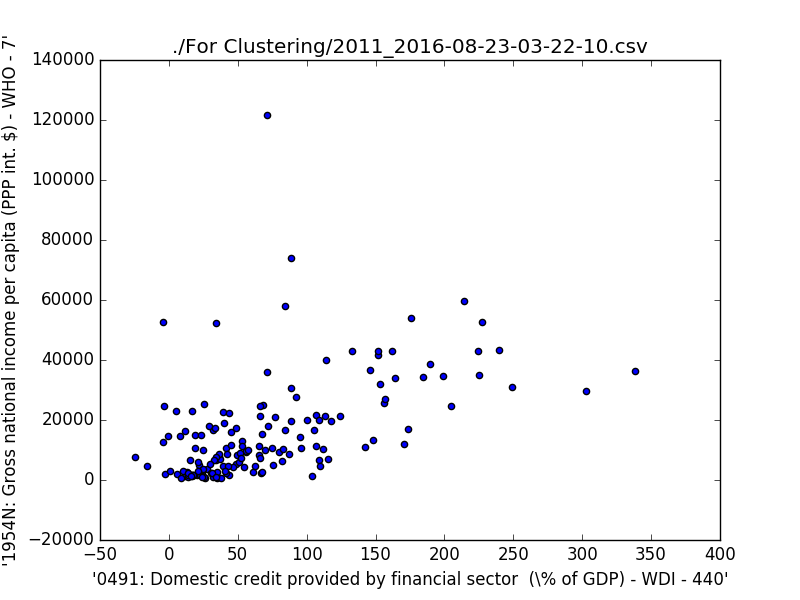 ./For Clustering/2011_2016-08-23-03-22-10.csv
'1954N: Gross national income per capita (PPP int. $) - WHO - 7'
140000
120000
100000
80000
60000
40000
20000
0
−20000
−50 0 50 100 150 200 250 300 350 400
'0491: Domestic credit provided by financial sector (\% of GDP) - WDI - 440'